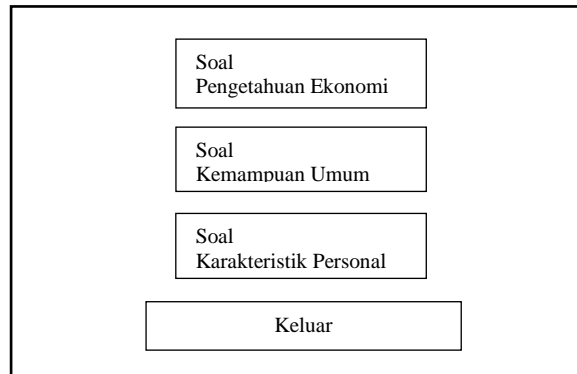 Soal
Pengetahuan Ekonomi
Soal
Kemampuan Umum
Soal
Karakteristik Personal
Keluar